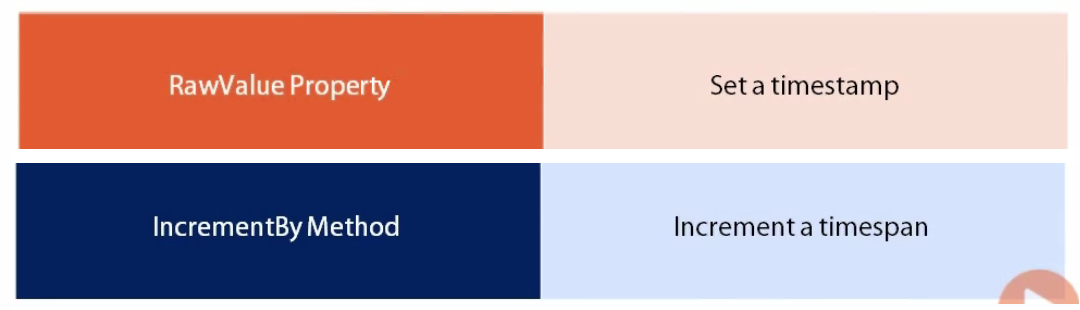 RawValue Property
Set a timestamp
IncrementBy Method
Increment a timespan